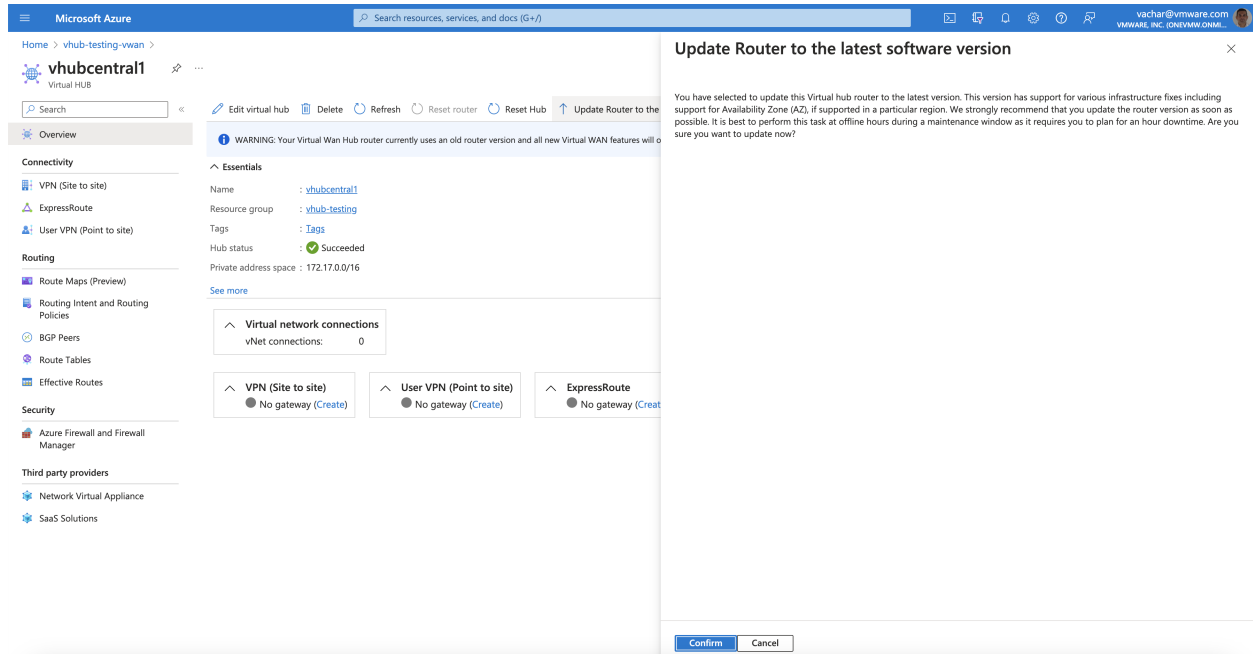 Microsoft Azure
Search resources, services, and docs (G+/)
vachar@vmware.com
VMWARE, INC. (ONEVMW.ONMI...
Home > vhub-testing-vwan >
vhubcentral1
Virtual HUB
Search
Overview
Connectivity
VPN (Site to site)
ExpressRoute
User VPN (Point to site)
Routing
Route Maps (Preview)
Routing Intent and Routing
Policies
BGP Peers
Route Tables
Effective Routes
Security
Azure Firewall and Firewall
Manager
Third party providers
Network Virtual Appliance
SaaS Solutions
Edit virtual hub Delete Refresh Reset router Reset Hub Update Router to the
WARNING: Your Virtual Wan Hub router currently uses an old router version and all new Virtual WAN features will o
Essentials
Name : vhubcentral1
Resource group : vhub-testing
Tags : Tags
Hub status : Succeeded
Private address space : 172.17.0.0/16
See more
Virtual network connections
vNet connections: 0
VPN (Site to site)
No gateway (Create)
User VPN (Point to site)
No gateway (Create)
ExpressRoute
No gateway (Creat
Update Router to the latest software version
You have selected to update this Virtual hub router to the latest version. This version has support for various infrastructure fixes including
support for Availability Zone (AZ), if supported in a particular region. We strongly recommend that you update the router version as soon as
possible. It is best to perform this task at offline hours during a maintenance window as it requires you to plan for an hour downtime. Are you
sure you want to update now?
Confirm Cancel